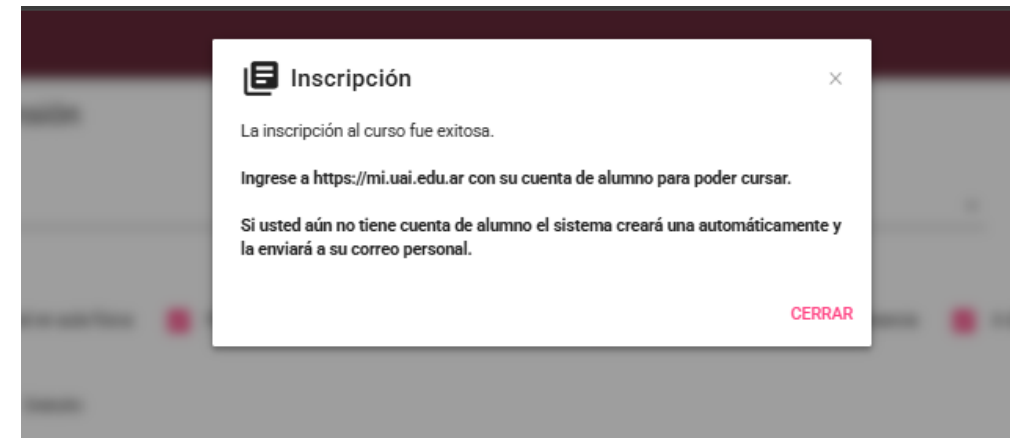 Inscripción
La inscripción al curso fue exitosa.
Ingrese a https://mi.uai.edu.ar con su cuenta de alumno para poder cursar.
Si usted aún no tiene cuenta de alumno el sistema creará una automáticamente y
la enviará a su correo personal.
CERRAR